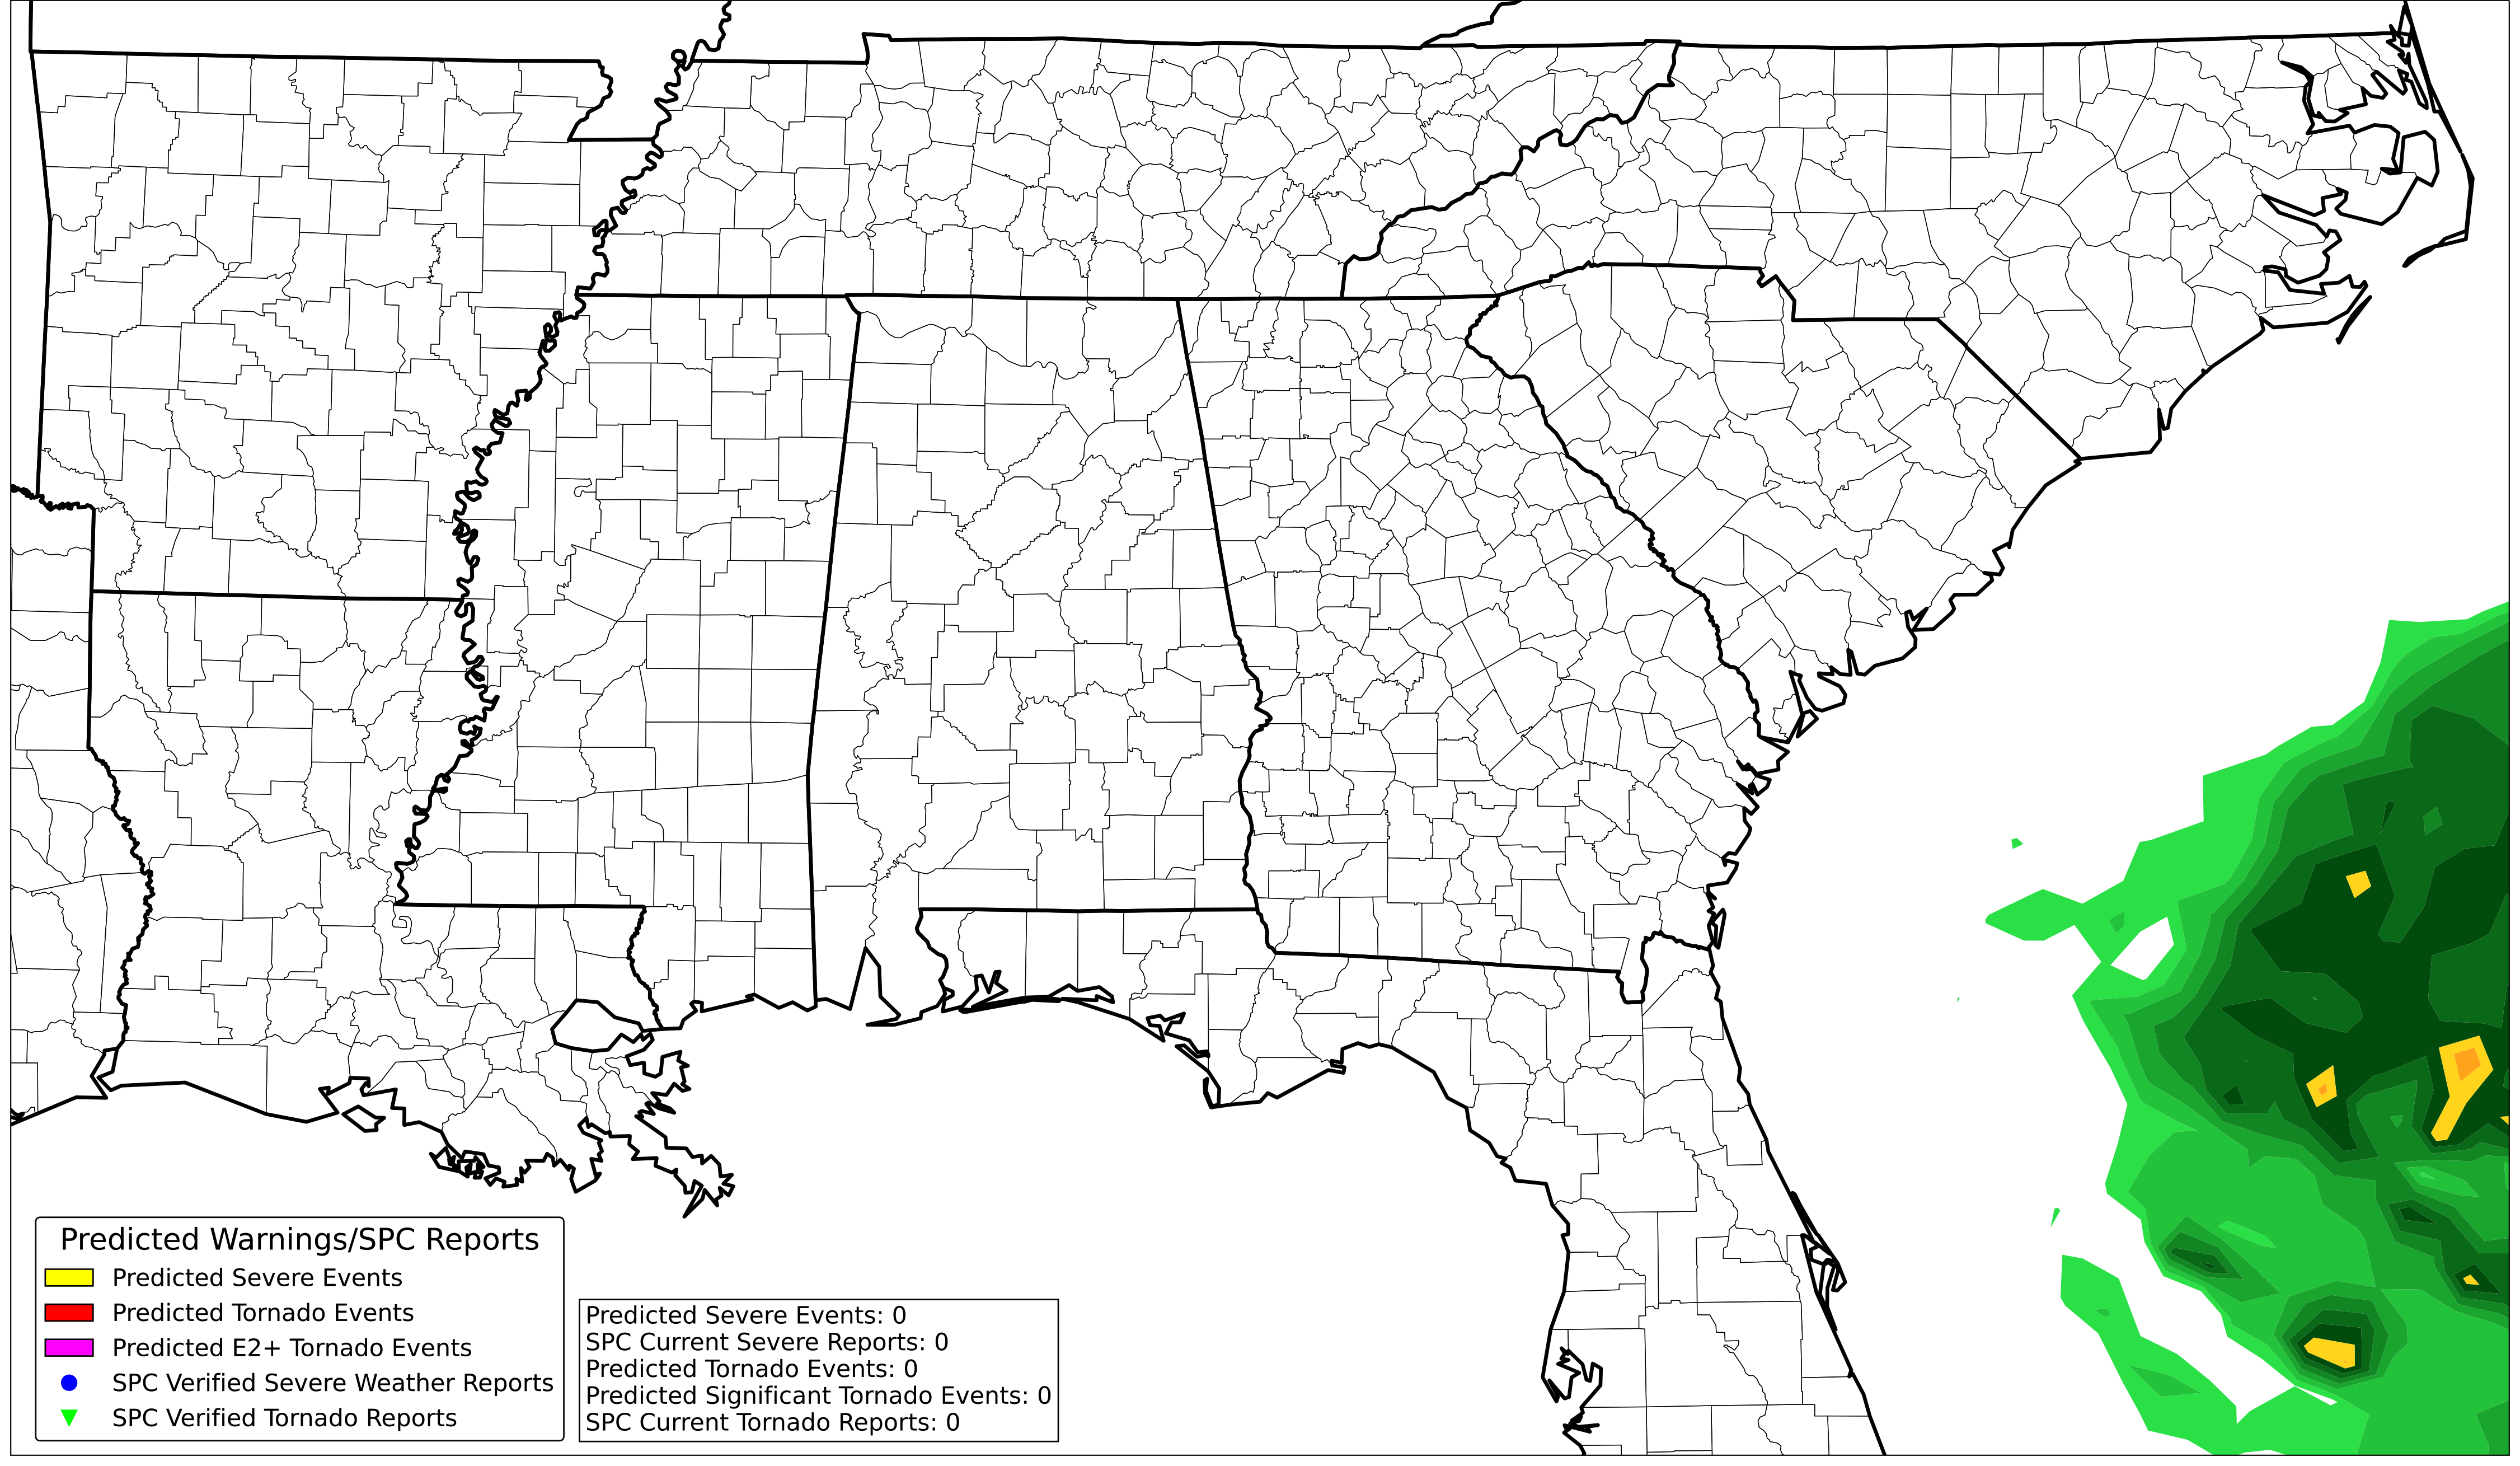 Predicted Warnings/SPC Reports
Predicted Severe Events
Predicted Tornado Events
Predicted E2+ Tornado Events
SPC Verified Severe Weather Reports
SPC Verified Tornado Reports
Predicted Severe Events: 0
SPC Current Severe Reports: 0
Predicted Tornado Events: 0
Predicted Significant Tornado Events: 0
SPC Current Tornado Reports: 0